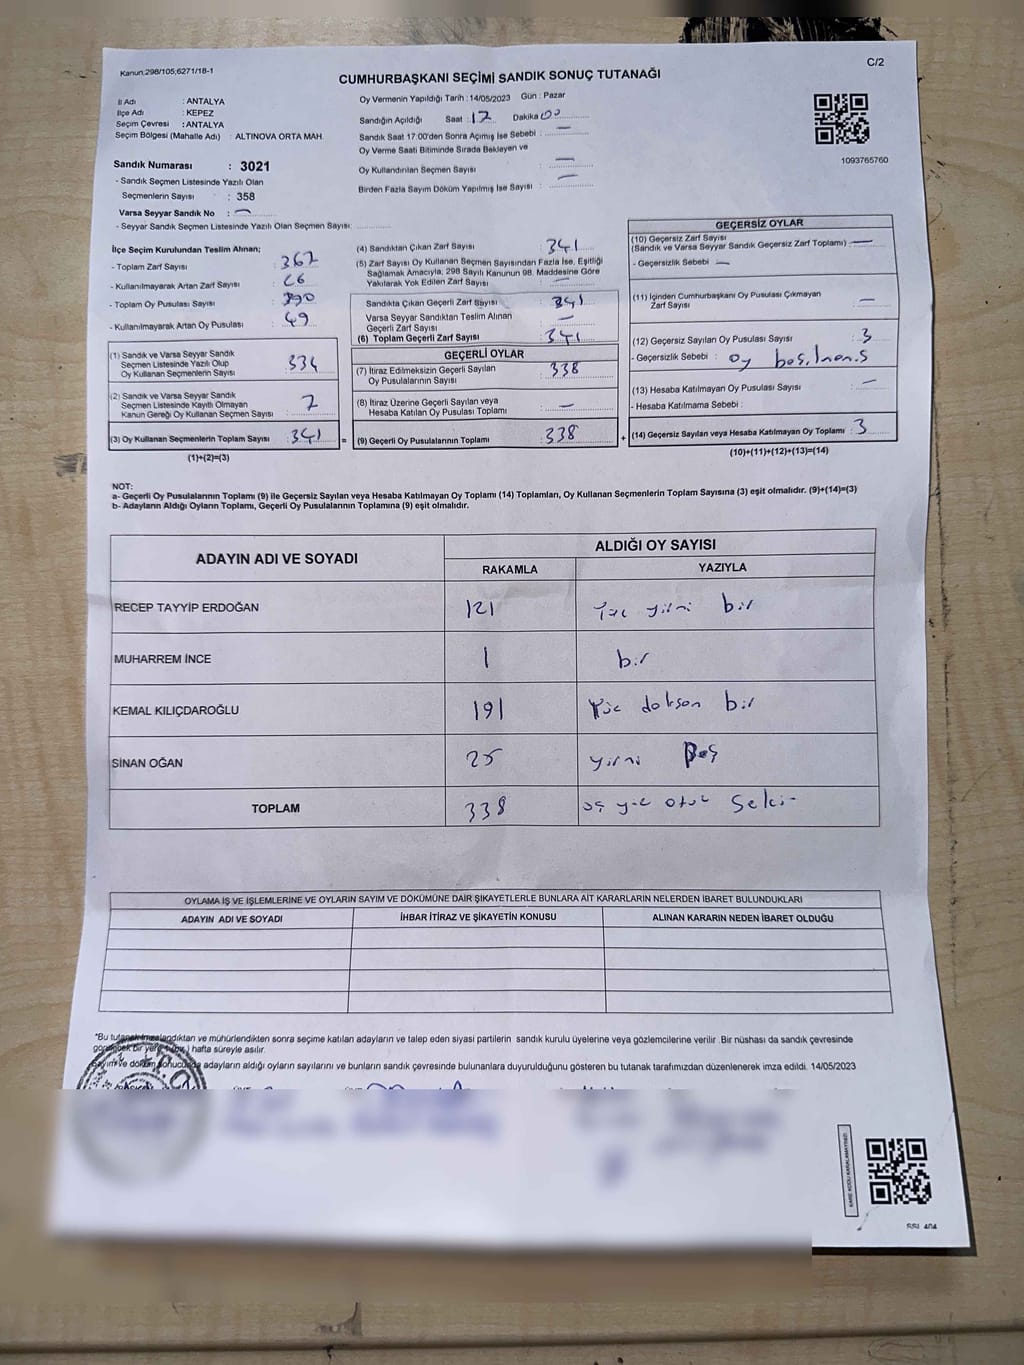 Kanun:298/105;6271/18-1
C/2
CUMHURBAŞKANI SEÇİMİ SANDIK SONUÇ TUTANAĞI
İl Adı : ANTALYA
İlçe Adı : KEPEZ
Seçim Çevresi : ANTALYA
Seçim Bölgesi (Mahalle Adı) : ALTINOVA ORTA MAH.
Sandık Numarası : 3021
- Sandık Seçmen Listesinde Yazılı Olan
Seçmenlerin Sayısı : 358
Varsa Seyyar Sandık No : —
- Seyyar Sandık Seçmen Listesinde Yazılı Olan Seçmen Sayısı:
Oy Vermenin Yapıldığı Tarih : 14/05/2023 Gün : Pazar
Sandığın Açıldığı Saat : 17 Dakika 00
Sandık Saat 17:00'den Sonra Açılmış İse Sebebi : —
Oy Verme Saati Bitiminde Sırada Bekleyen ve
Oy Kullandırılan Seçmen Sayısı : —
Birden Fazla Sayım Döküm Yapılmış İse Sayısı : —
1093765760
İlçe Seçim Kurulundan Teslim Alınan;
- Toplam Zarf Sayısı : 367
- Kullanılmayarak Artan Zarf Sayısı : 26
- Toplam Oy Pusulası Sayısı : 390
- Kullanılmayarak Artan Oy Pusulası : 49
(1) Sandık ve Varsa Seyyar Sandık
Seçmen Listesinde Yazılı Olup
Oy Kullanan Seçmenlerin Sayısı : 334
(2) Sandık ve Varsa Seyyar Sandık
Seçmen Listesinde Kayıtlı Olmayan
Kanun Gereği Oy Kullanan Seçmen Sayısı : 7
(3) Oy Kullanan Seçmenlerin Toplam Sayısı : 341 =
(1)+(2)=(3)
(4) Sandıktan Çıkan Zarf Sayısı : 341
(5) Zarf Sayısı Oy Kullanan Seçmen Sayısından Fazla İse, Eşitliği
Sağlamak Amacıyla, 298 Sayılı Kanunun 98. Maddesine Göre
Yakılarak Yok Edilen Zarf Sayısı : —
Sandıkta Çıkan Geçerli Zarf Sayısı : 341
Varsa Seyyar Sandıktan Teslim Alınan
Geçerli Zarf Sayısı : —
(6) Toplam Geçerli Zarf Sayısı : 341
GEÇERLİ OYLAR
(7) İtiraz Edilmeksizin Geçerli Sayılan
Oy Pusulalarının Sayısı : 338
(8) İtiraz Üzerine Geçerli Sayılan veya
Hesaba Katılan Oy Pusulası Toplamı : —
(9) Geçerli Oy Pusulalarının Toplamı : 338 +
GEÇERSİZ OYLAR
(10) Geçersiz Zarf Sayısı
(Sandık ve Varsa Seyyar Sandık Geçersiz Zarf Toplamı) : —
- Geçersizlik Sebebi : —
(11) İçinden Cumhurbaşkanı Oy Pusulası Çıkmayan
Zarf Sayısı : —
(12) Geçersiz Sayılan Oy Pusulası Sayısı : 3
- Geçersizlik Sebebi : oy
(13) Hesaba Katılmayan Oy Pusulası Sayısı : —
- Hesaba Katılmama Sebebi :
(14) Geçersiz Sayılan veya Hesaba Katılmayan Oy Toplamı : 3
(10)+(11)+(12)+(13)=(14)
NOT:
a- Geçerli Oy Pusulalarının Toplamı (9) ile Geçersiz Sayılan veya Hesaba Katılmayan Oy Toplamı (14) Toplamları, Oy Kullanan Seçmenlerin Toplam Sayısına (3) eşit olmalıdır. (9)+(14)=(3)
b- Adayların Aldığı Oyların Toplamı, Geçerli Oy Pusulalarının Toplamına (9) eşit olmalıdır.
ADAYIN ADI VE SOYADI
ALDIĞI OY SAYISI
RAKAMLA YAZIYLA
RECEP TAYYİP ERDOĞAN 121 Yüz yirmi bir
MUHARREM İNCE 1 bir
KEMAL KILIÇDAROĞLU 191 Yüz doksan bir
SİNAN OĞAN 25 yirmi Beş
TOPLAM 338 üç yüz otuz Sekiz
OYLAMA İŞ VE İŞLEMLERİNE VE OYLARIN SAYIM VE DÖKÜMÜNE DAİR ŞİKAYETLERLE BUNLARA AİT KARARLARIN NELERDEN İBARET BULUNDUKLARI
ADAYIN ADI VE SOYADI İHBAR İTİRAZ VE ŞİKAYETİN KONUSU ALINAN KARARIN NEDEN İBARET OLDUĞU
*Bu tutanak imzalandıktan ve mühürlendikten sonra seçime katılan adayların ve talep eden siyasi partilerin sandık kurulu üyelerine veya gözlemcilerine verilir .Bir nüshası da sandık çevresinde
hafta süreyle asılır.
Sayım ve döküm sonucunda adayların aldığı oyların sayılarını ve bunların sandık çevresinde bulunanlara duyurulduğunu gösteren bu tutanak tarafımızdan düzenlenerek imza edildi. 14/05/2023